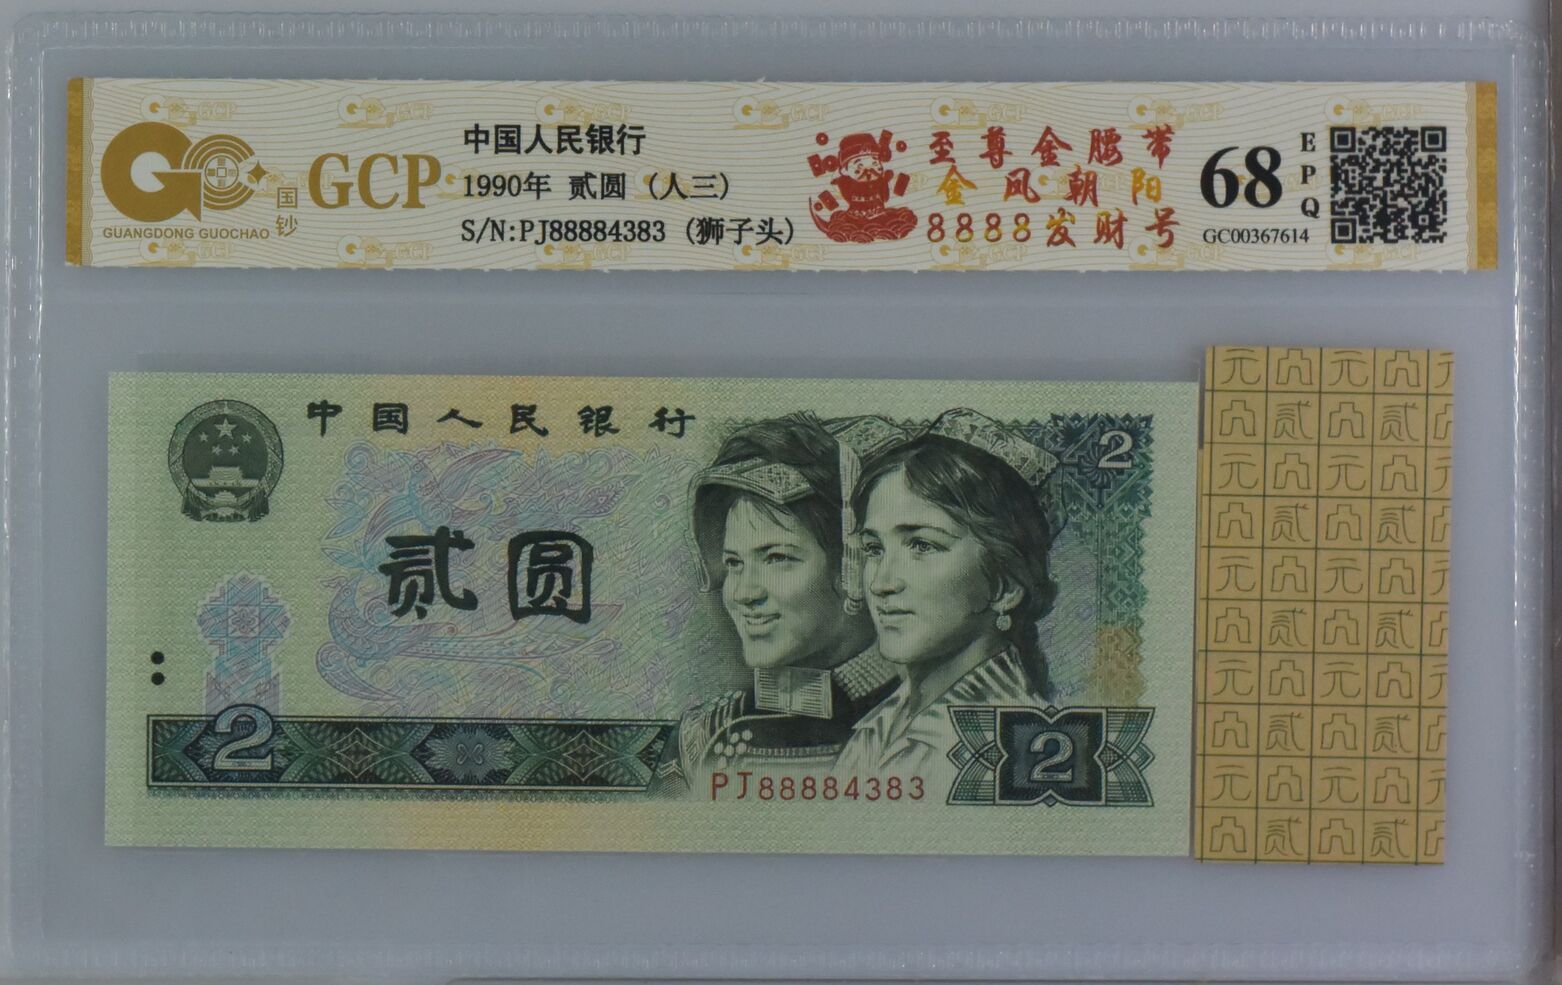 GCP
国钞
GUANGDONG GUOCHAO
中国人民银行
1990年 贰圆 (人三)
S/N:PJ88884383 (狮子头)
至尊金腰带
金凤朝阳
8888发财号
68
EPQ
GC00367614
中国人民银行
2
贰圆
2
PJ88884383
2